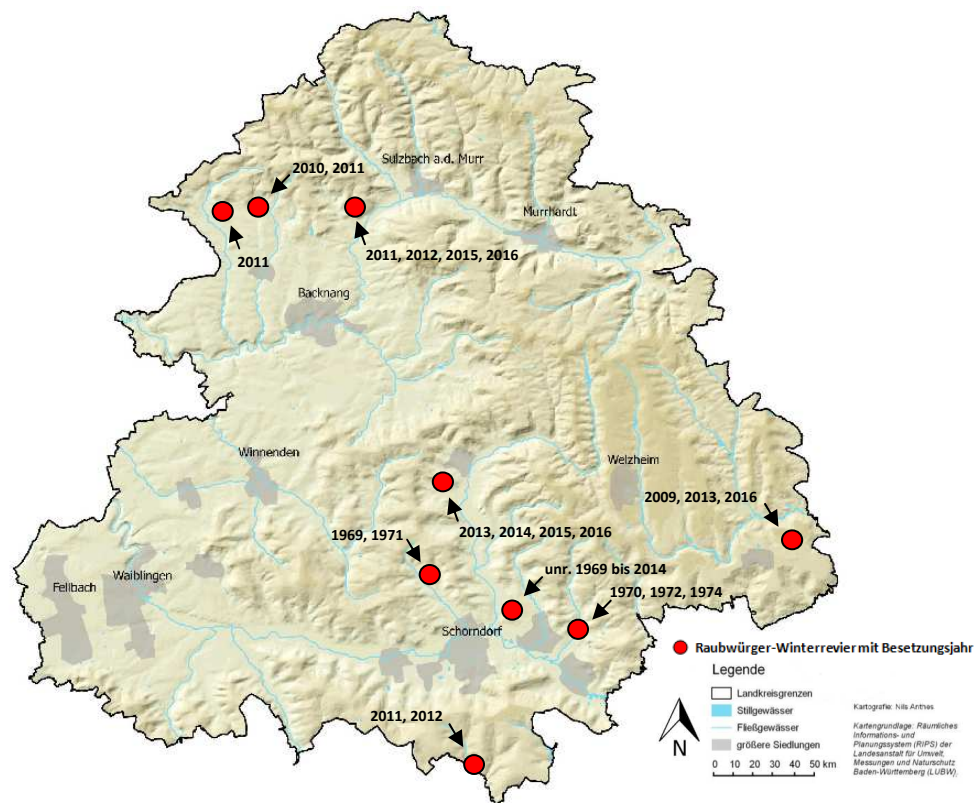 Sulzbach a.d. Murr
2010, 2011
Murrhardt
2011
2011, 2012, 2015, 2016
Backnang
Winnenden
Welzheim
2009, 2013, 2016
2013, 2014, 2015, 2016
1969, 1971
Waiblingen
Fellbach
unr. 1969 bis 2014
1970, 1972, 1974
Schorndorf
Raubwürger-Winterrevier mit Besetzungsjahr
Legende
Landkreisgrenzen
Stillgewässer
Fließgewässer
größere Siedlungen
0 10 20 30 40 50 km
N
Kartografie: Nils Anthes
Kartengrundlage: Räumliches
Informations- und
Planungssystem (RIPS) der
Landesanstalt für Umwelt,
Messungen und Naturschutz
Baden-Württemberg (LUBW)
2011, 2012